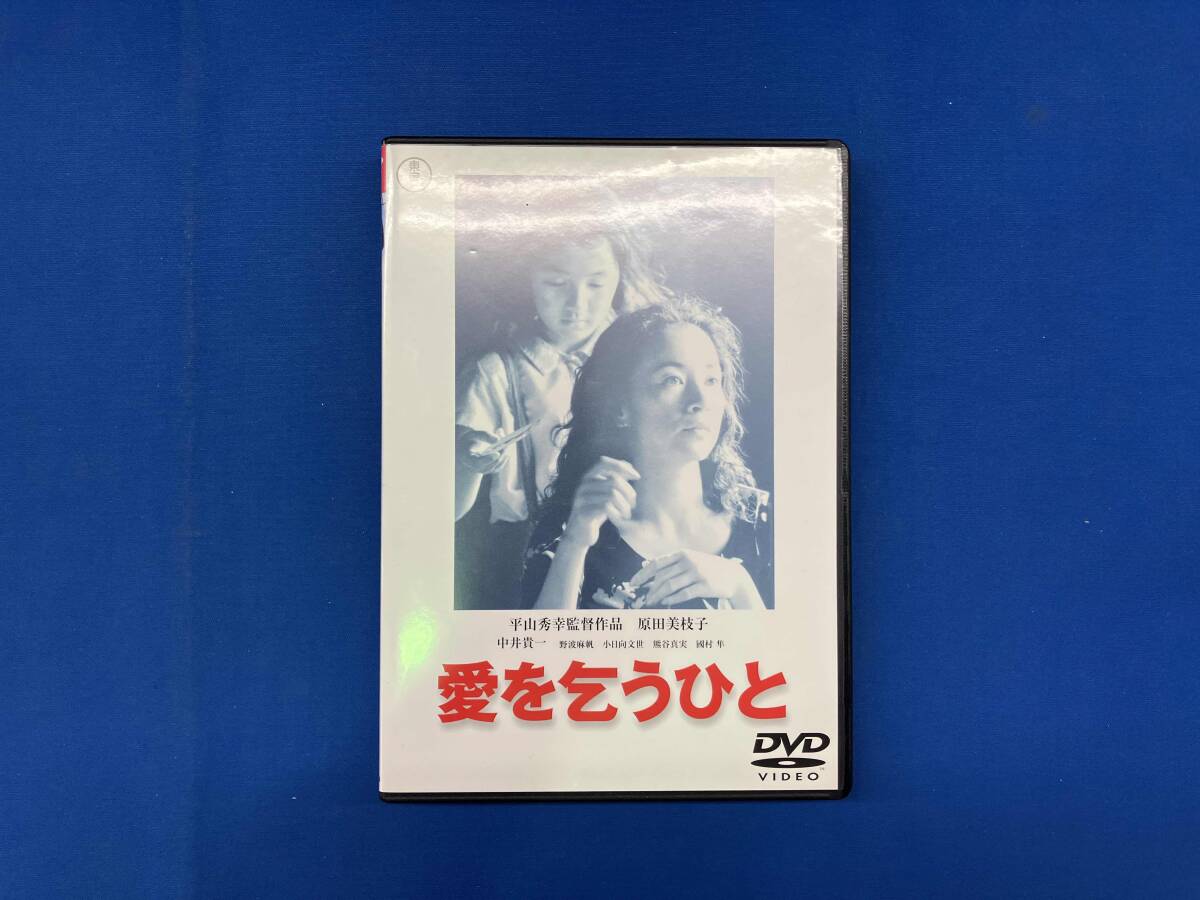 東宝
平山秀幸監督作品 原田美枝子
中井貴一 野波麻帆 小日向文世 熊谷真実 國村 隼
愛を乞うひと
DVD
VIDEO